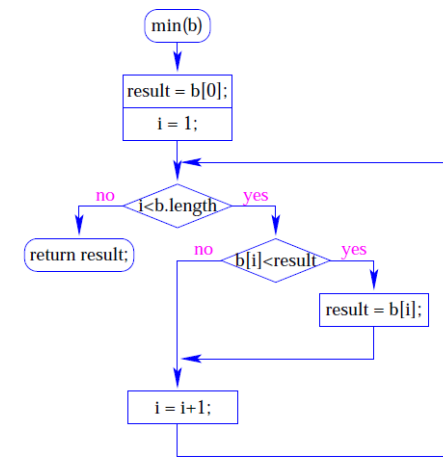 min(b)
result = b[0];
i = 1;
no
yes
i<b.length
return result;
no
yes
b[i]<result
result = b[i];
i = i+1;